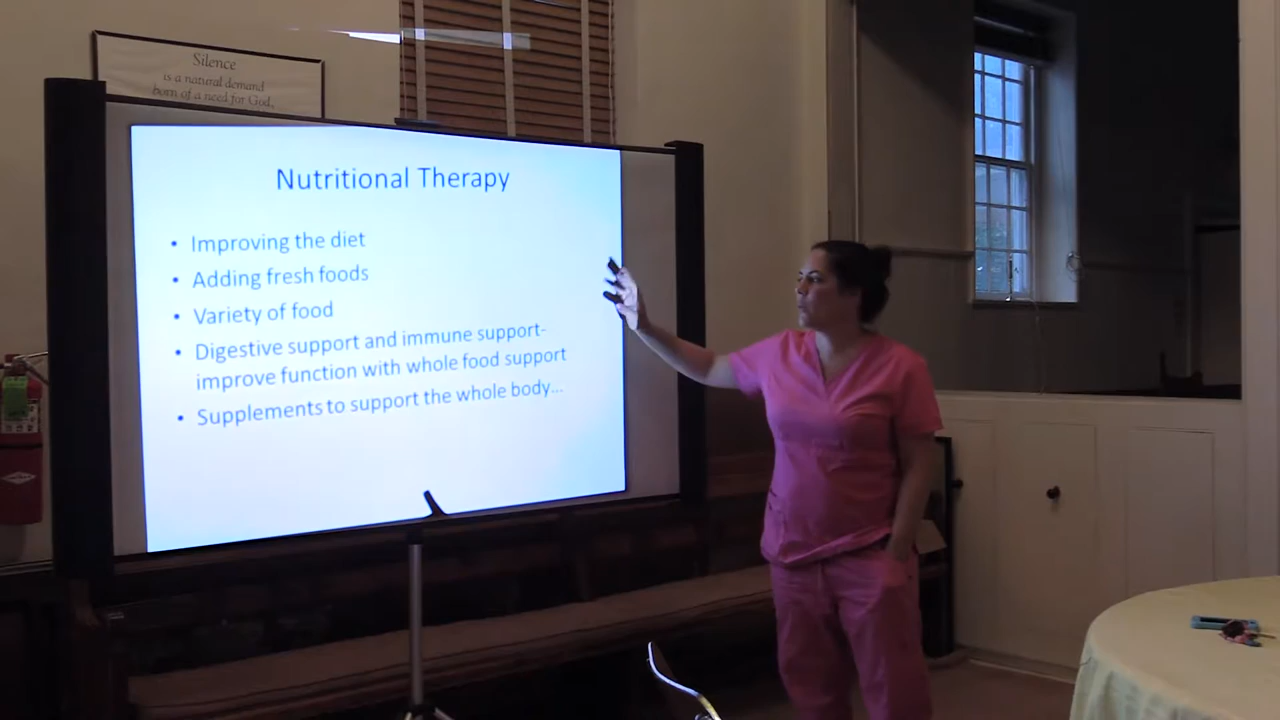 Silence
is a natural demand
born of a need for God,
Nutritional Therapy
• Improving the diet
• Adding fresh foods
• Variety of food
• Digestive support and immune support-
improve function with whole food support
• Supplements to support the whole body...